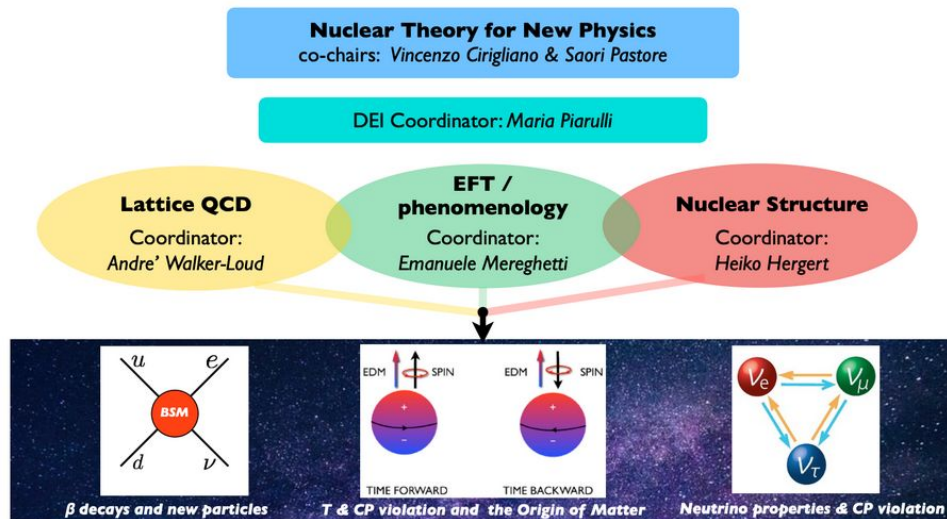 Nuclear Theory for New Physics
co-chairs: Vincenzo Cirigliano & Saori Pastore
DEI Coordinator: Maria Piarulli
Lattice QCD
Coordinator:
Andre' Walker-Loud
EFT /
phenomenology
Coordinator:
Emanuele Mereghetti
Nuclear Structure
Coordinator:
Heiko Hergert
u e
BSM
d ν
EDM SPIN
+
−
TIME FORWARD
EDM SPIN
+
−
TIME BACKWARD
νe νμ
ντ
β decays and new particles
T & CP violation and the Origin of Matter
Neutrino properties & CP violation